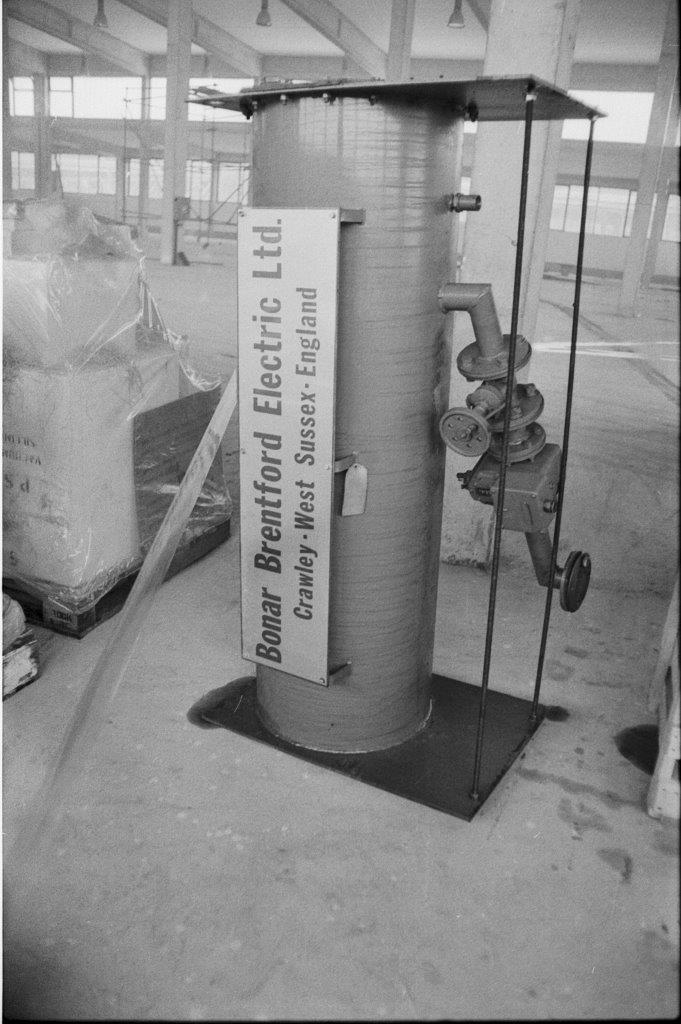 Bonar Brentford Electric Ltd.
Crawley · West Sussex · England